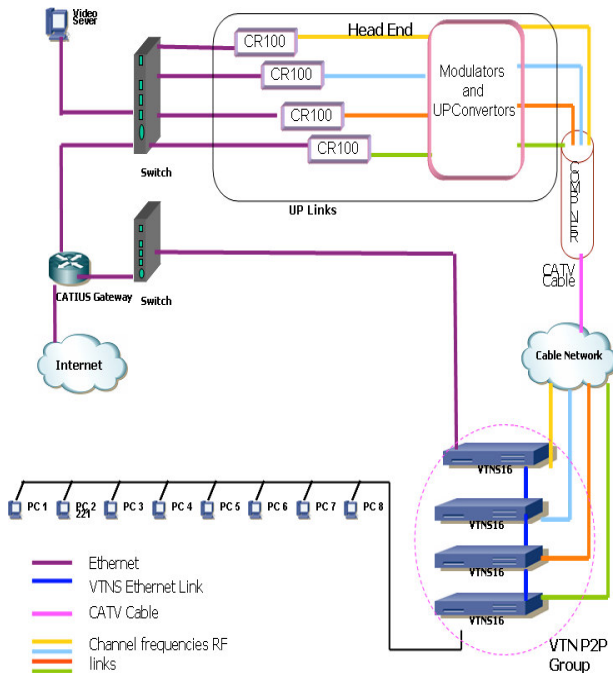 Video
Sever
CR100
Head End
CR100
Modulators
and
UPConvertors
CR100
CR100
Switch
UP Links
COMBINER
CATIUS Gateway
Switch
CATV
Cable
Internet
Cable Network
VTNS16
PC 1
PC 2
221
PC 3
PC 4
PC 5
PC 6
PC 7
PC 8
VTNS16
VTNS16
VTNS16
Ethernet
VTNS Ethernet Link
CATV Cable
Channel frequencies RF
links
VTN P2P
Group